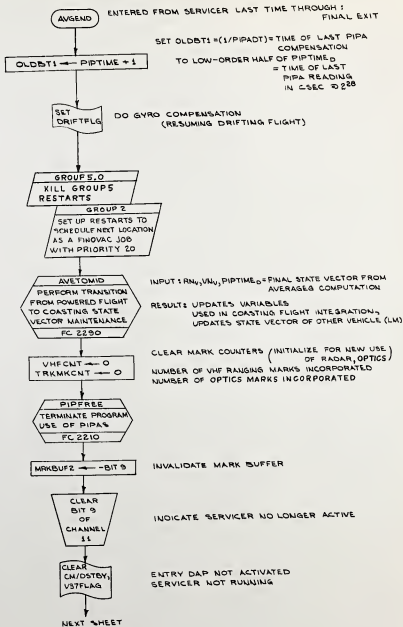 AVGEND
ENTERED FROM SERVICER LAST TIME THROUGH:
FINAL EXIT
OLDBT1 ← PIPTIME + 1
SET OLDBT1 = (1/PIPADT) = TIME OF LAST PIPA
COMPENSATION
TO LOW-ORDER HALF OF PIPTIME D
= TIME OF LAST
PIPA READING
IN CSEC @ 2^28
SET
DRIFTFLG
DO GYRO COMPENSATION
(RESUMING DRIFTING FLIGHT)
GROUP 5.0
KILL GROUP 5
RESTARTS
GROUP 2
SET UP RESTARTS TO
SCHEDULE NEXT LOCATION
AS A FINDVAC JOB
WITH PRIORITY 20
AVETOMID
PERFORM TRANSITION
FROM POWERED FLIGHT
TO COASTING STATE
VECTOR MAINTENANCE
FC 2290
INPUT: RN V, VN V, PIPTIME D = FINAL STATE VECTOR FROM
AVERAGEG COMPUTATION
RESULT: UPDATES VARIABLES
USED IN COASTING FLIGHT INTEGRATION,
UPDATES STATE VECTOR OF OTHER VEHICLE (LM)
VHFCNT ← 0
TRKMKCNT ← 0
CLEAR MARK COUNTERS (INITIALIZE FOR NEW USE
OF RADAR, OPTICS)
NUMBER OF VHF RANGING MARKS INCORPORATED
NUMBER OF OPTICS MARKS INCORPORATED
PIPFREE
TERMINATE PROGRAM
USE OF PIPAS
FC 2210
MRKBUF2 ← -BIT 9
INVALIDATE MARK BUFFER
CLEAR
BIT 9
OF
CHANNEL
11
INDICATE SERVICER NO LONGER ACTIVE
CLEAR
CM/DSTBY,
V37FLAG
ENTRY DAP NOT ACTIVATED
SERVICER NOT RUNNING
NEXT SHEET